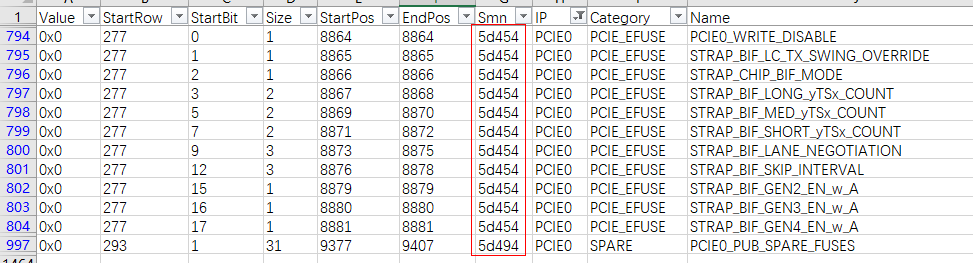 1 Value StartRow StartBit Size StartPos EndPos Smn IP Category Name
794 0x0 277 0 1 8864 8864 5d454 PCIE0 PCIE_EFUSE PCIE0_WRITE_DISABLE
795 0x0 277 1 1 8865 8865 5d454 PCIE0 PCIE_EFUSE STRAP_BIF_LC_TX_SWING_OVERRIDE
796 0x0 277 2 1 8866 8866 5d454 PCIE0 PCIE_EFUSE STRAP_CHIP_BIF_MODE
797 0x0 277 3 2 8867 8868 5d454 PCIE0 PCIE_EFUSE STRAP_BIF_LONG_yTSx_COUNT
798 0x0 277 5 2 8869 8870 5d454 PCIE0 PCIE_EFUSE STRAP_BIF_MED_yTSx_COUNT
799 0x0 277 7 2 8871 8872 5d454 PCIE0 PCIE_EFUSE STRAP_BIF_SHORT_yTSx_COUNT
800 0x0 277 9 3 8873 8875 5d454 PCIE0 PCIE_EFUSE STRAP_BIF_LANE_NEGOTIATION
801 0x0 277 12 3 8876 8878 5d454 PCIE0 PCIE_EFUSE STRAP_BIF_SKIP_INTERVAL
802 0x0 277 15 1 8879 8879 5d454 PCIE0 PCIE_EFUSE STRAP_BIF_GEN2_EN_w_A
803 0x0 277 16 1 8880 8880 5d454 PCIE0 PCIE_EFUSE STRAP_BIF_GEN3_EN_w_A
804 0x0 277 17 1 8881 8881 5d454 PCIE0 PCIE_EFUSE STRAP_BIF_GEN4_EN_w_A
997 0x0 293 1 31 9377 9407 5d494 PCIE0 SPARE PCIE0_PUB_SPARE_FUSES